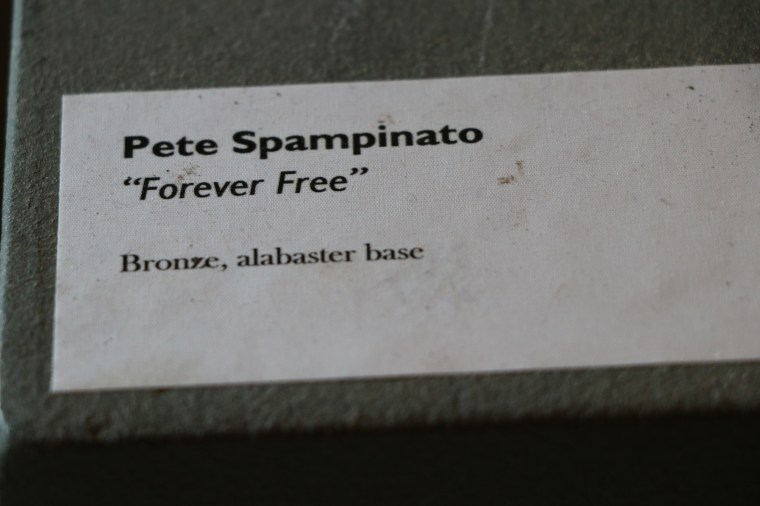 Pete Spampinato
“Forever Free”
Bronze, alabaster base